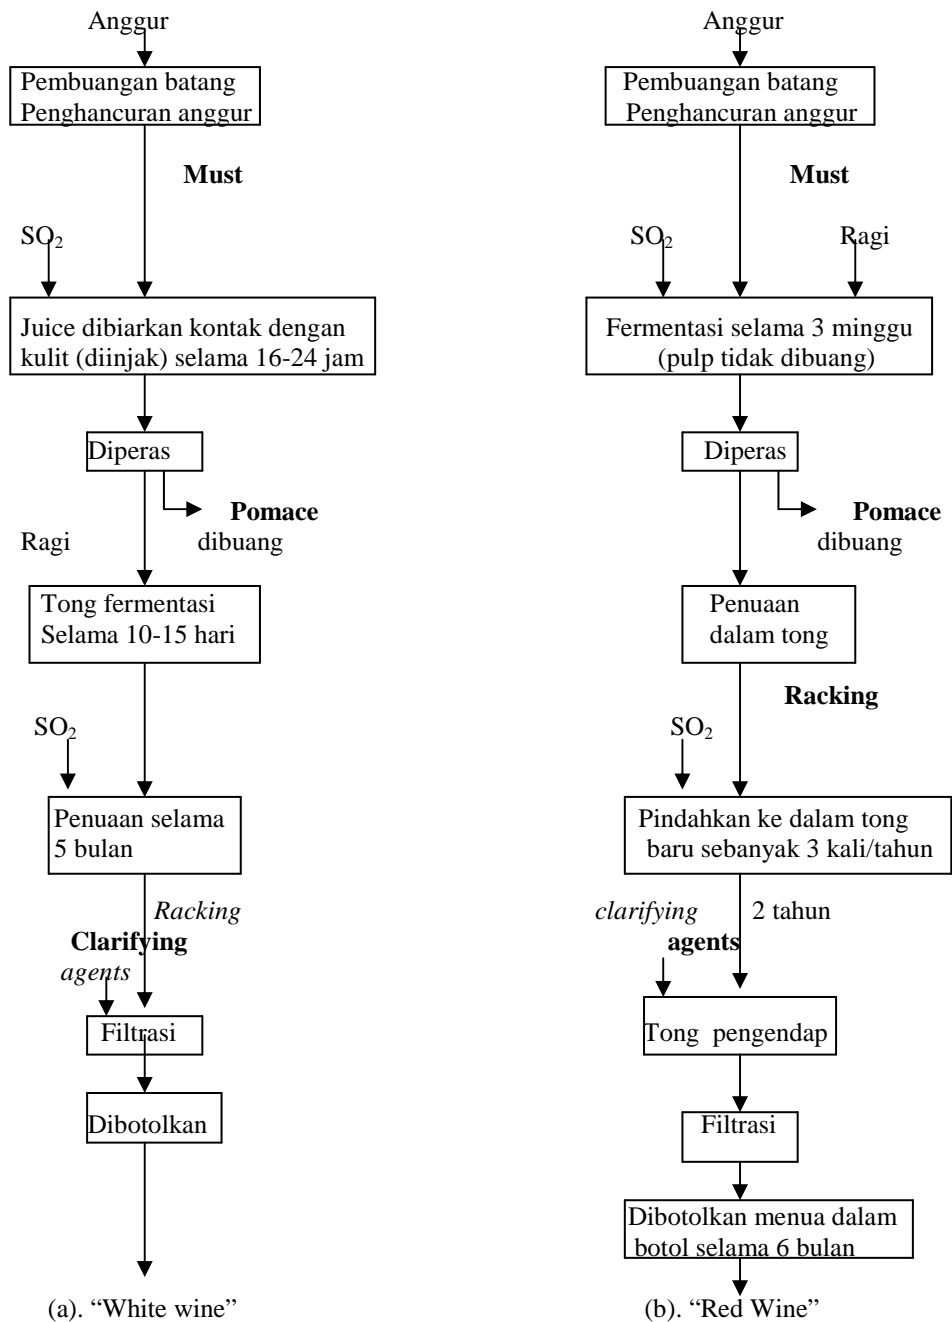 Anggur
Pembuangan batang
Penghancuran anggur
Must
SO₂
Juice dibiarkan kontak dengan
kulit (diinjak) selama 16-24 jam
Diperas
Pomace
Ragi
dibuang
Tong fermentasi
Selama 10-15 hari
SO₂
Penuaan selama
5 bulan
Racking
Clarifying
agents
Filtrasi
Dibotolkan
(a). “White wine”
Anggur
Pembuangan batang
Penghancuran anggur
Must
SO₂
Ragi
Fermentasi selama 3 minggu
(pulp tidak dibuang)
Diperas
Pomace
dibuang
Penuaan
dalam tong
Racking
SO₂
Pindahkan ke dalam tong
baru sebanyak 3 kali/tahun
clarifying
2 tahun
agents
Tong pengendap
Filtrasi
Dibotolkan menua dalam
botol selama 6 bulan
(b). “Red Wine”